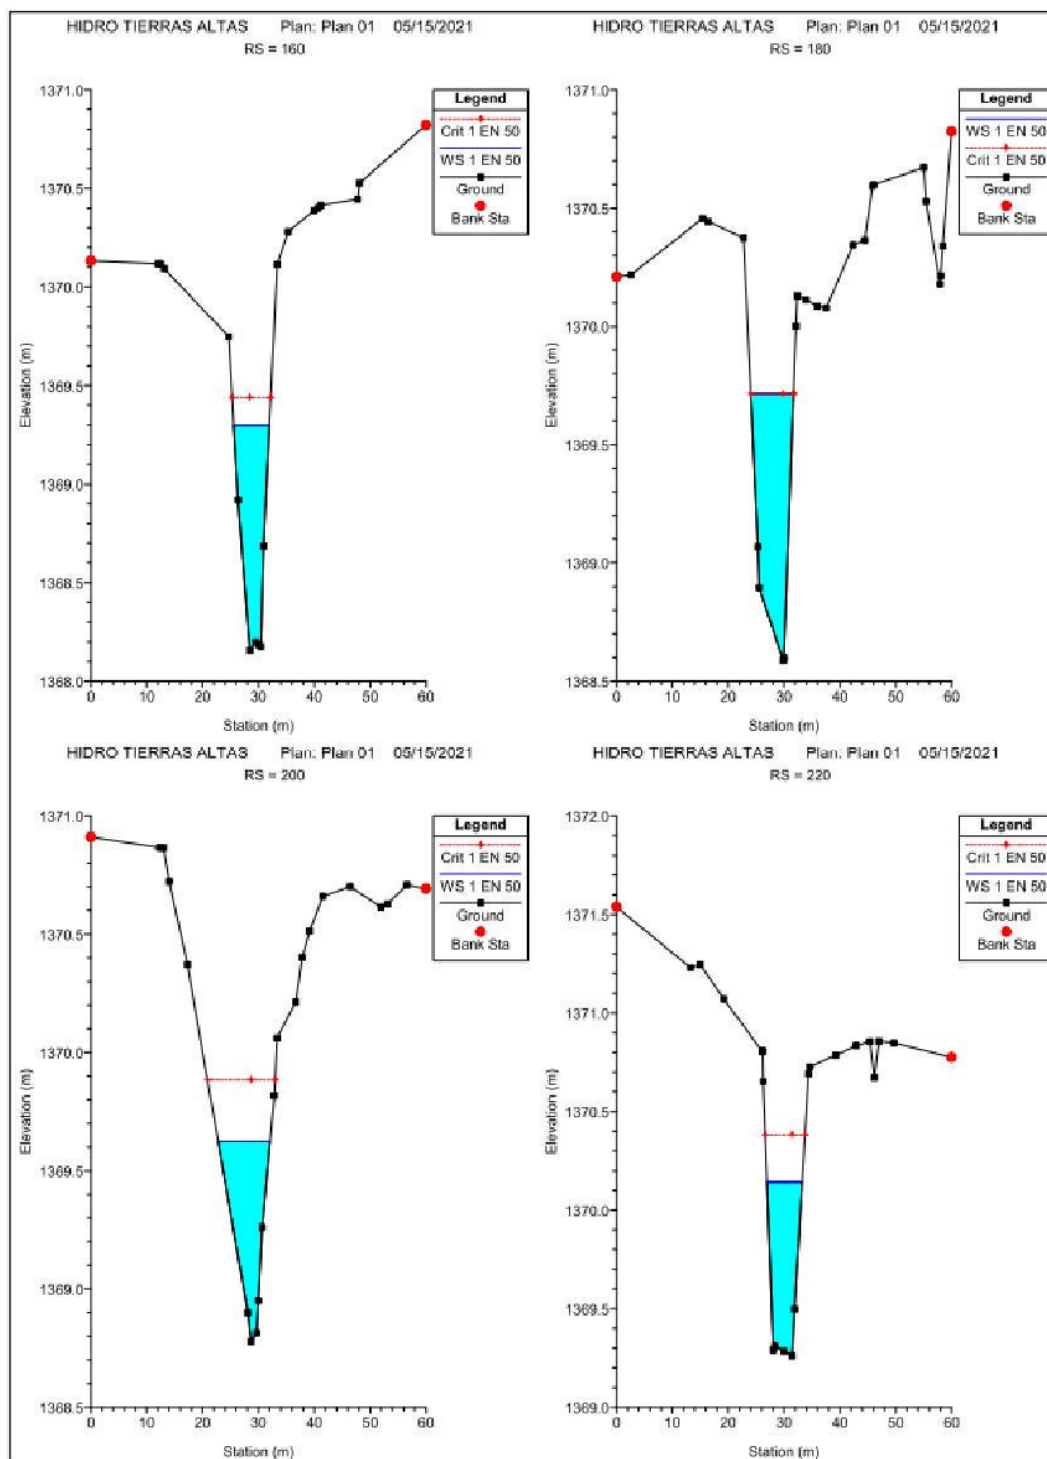 HIDRO TIERRAS ALTAS Plan: Plan 01 05/15/2021
RS = 160
1371.0
1370.5
1370.0
1369.5
1369.0
1368.5
1368.0
Elevation (m)
0 10 20 30 40 50 60
Station (m)
Legend
Crit 1 EN 50
WS 1 EN 50
Ground
Bank Sta
HIDRO TIERRAS ALTAS Plan: Plan 01 05/15/2021
RS = 180
1371.0
1370.5
1370.0
1369.5
1369.0
1368.5
Elevation (m)
0 10 20 30 40 50 60
Station (m)
Legend
WS 1 EN 50
Crit 1 EN 50
Ground
Bank Sta
HIDRO TIERRAS ALTAS Plan: Plan 01 05/15/2021
RS = 200
1371.0
1370.5
1370.0
1369.5
1369.0
1368.5
Elevation (m)
0 10 20 30 40 50 60
Station (m)
Legend
Crit 1 EN 50
WS 1 EN 50
Ground
Bank Sta
HIDRO TIERRAS ALTAS Plan: Plan 01 05/15/2021
RS = 220
1372.0
1371.5
1371.0
1370.5
1370.0
1369.5
1369.0
Elevation (m)
0 10 20 30 40 50 60
Station (m)
Legend
Crit 1 EN 50
WS 1 EN 50
Ground
Bank Sta